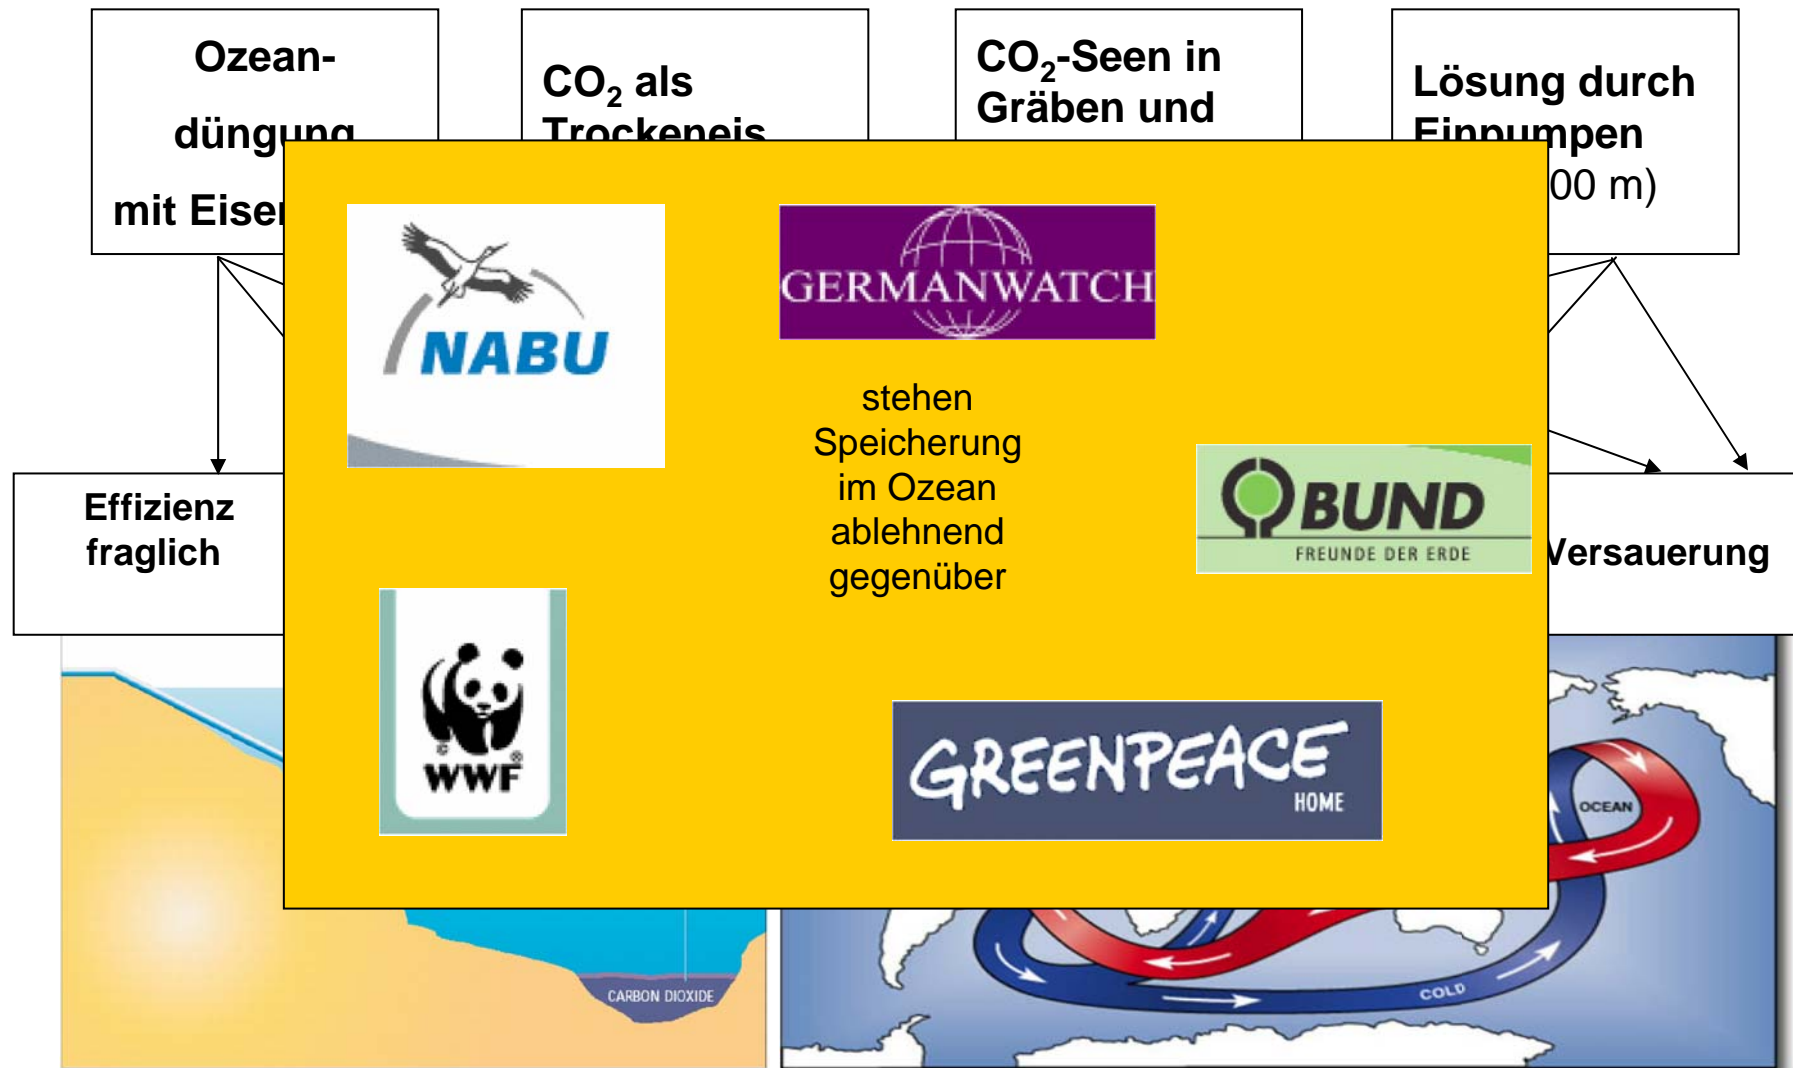 Ozean-
düngung
mit Eisen
CO₂ als
Trockeneis
CO₂-Seen in
Gräben und
Lösung durch
Einpumpen
00 m)
NABU
GERMANWATCH
stehen
Speicherung
im Ozean
ablehnend
gegenüber
BUND
FREUNDE DER ERDE
Effizienz
fraglich
Versauerung
©
®
WWF
GREENPEACE
HOME
OCEAN
CARBON DIOXIDE
COLD